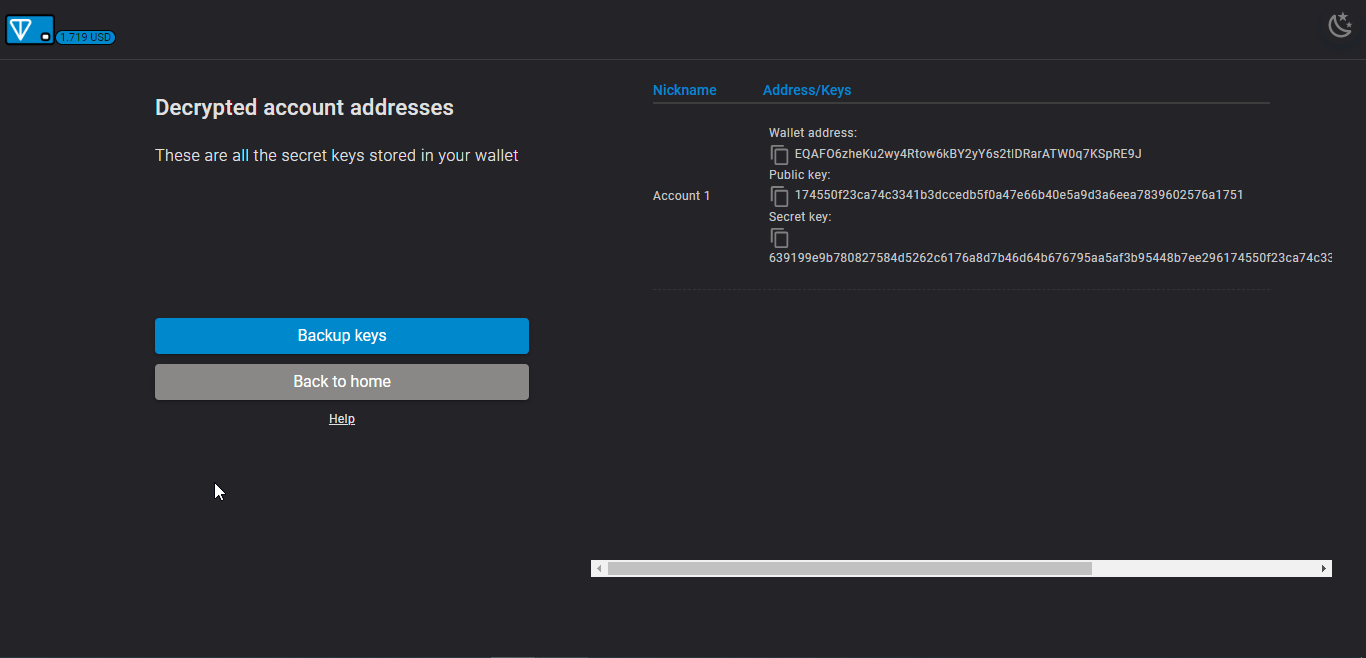 1.719 USD
Nickname Address/Keys
Decrypted account addresses
These are all the secret keys stored in your wallet
Account 1
Wallet address:
EQAFO6zheKu2wy4Rtow6kBY2yY6s2tlDRarATW0q7KSpRE9J
Public key:
174550f23ca74c3341b3dccedb5f0a47e66b40e5a9d3a6eea7839602576a1751
Secret key:
639199e9b780827584d5262c6176a8d7b46d64b676795aa5af3b95448b7ee296174550f23ca74c33
Backup keys
Back to home
Help